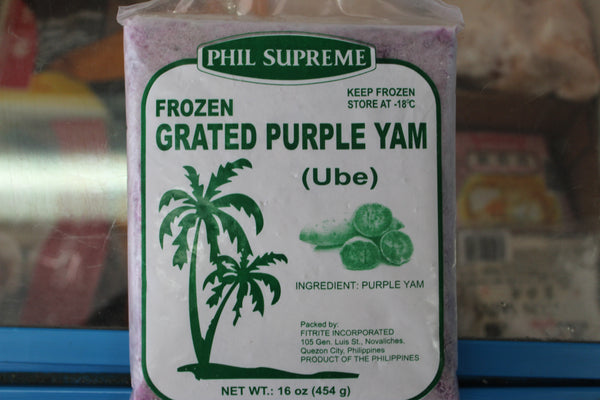 PHIL SUPREME
KEEP FROZEN
STORE AT -18°C
FROZEN
GRATED PURPLE YAM
(Ube)
INGREDIENT: PURPLE YAM
Packed by:
FITRITE INCORPORATED
105 Gen. Luis St., Novaliches,
Quezon City, Philippines
PRODUCT OF THE PHILIPPINES
NET WT.: 16 oz (454 g)